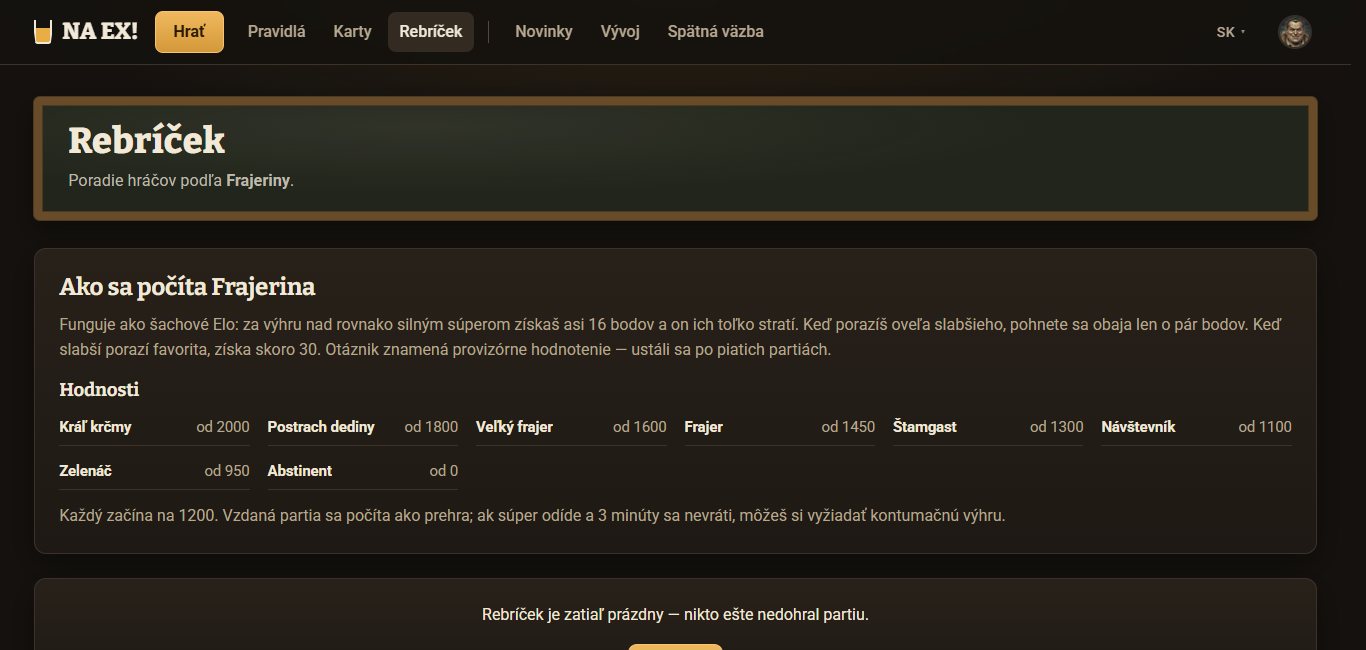 NA EX! Hrať Pravidlá Karty Rebríček Novinky Vývoj Spätná väzba SK
Rebríček
Poradie hráčov podľa Frajeriny.
Ako sa počíta Frajerina
Funguje ako šachové Elo: za výhru nad rovnako silným súperom získaš asi 16 bodov a on ich toľko stratí. Keď porazíš oveľa slabšieho, pohnete sa obaja len o pár bodov. Keď
slabší porazí favorita, získa skoro 30. Otáznik znamená provizórne hodnotenie — ustáli sa po piatich partiách.
Hodnosti
Kráľ krčmy od 2000 Postrach dediny od 1800 Veľký frajer od 1600 Frajer od 1450 Štamgast od 1300 Návštevník od 1100
Zelenáč od 950 Abstinent od 0
Každý začína na 1200. Vzdaná partia sa počíta ako prehra; ak súper odíde a 3 minúty sa nevráti, môžeš si vyžiadať kontumačnú výhru.
Rebríček je zatiaľ prázdny — nikto ešte nedohral partiu.